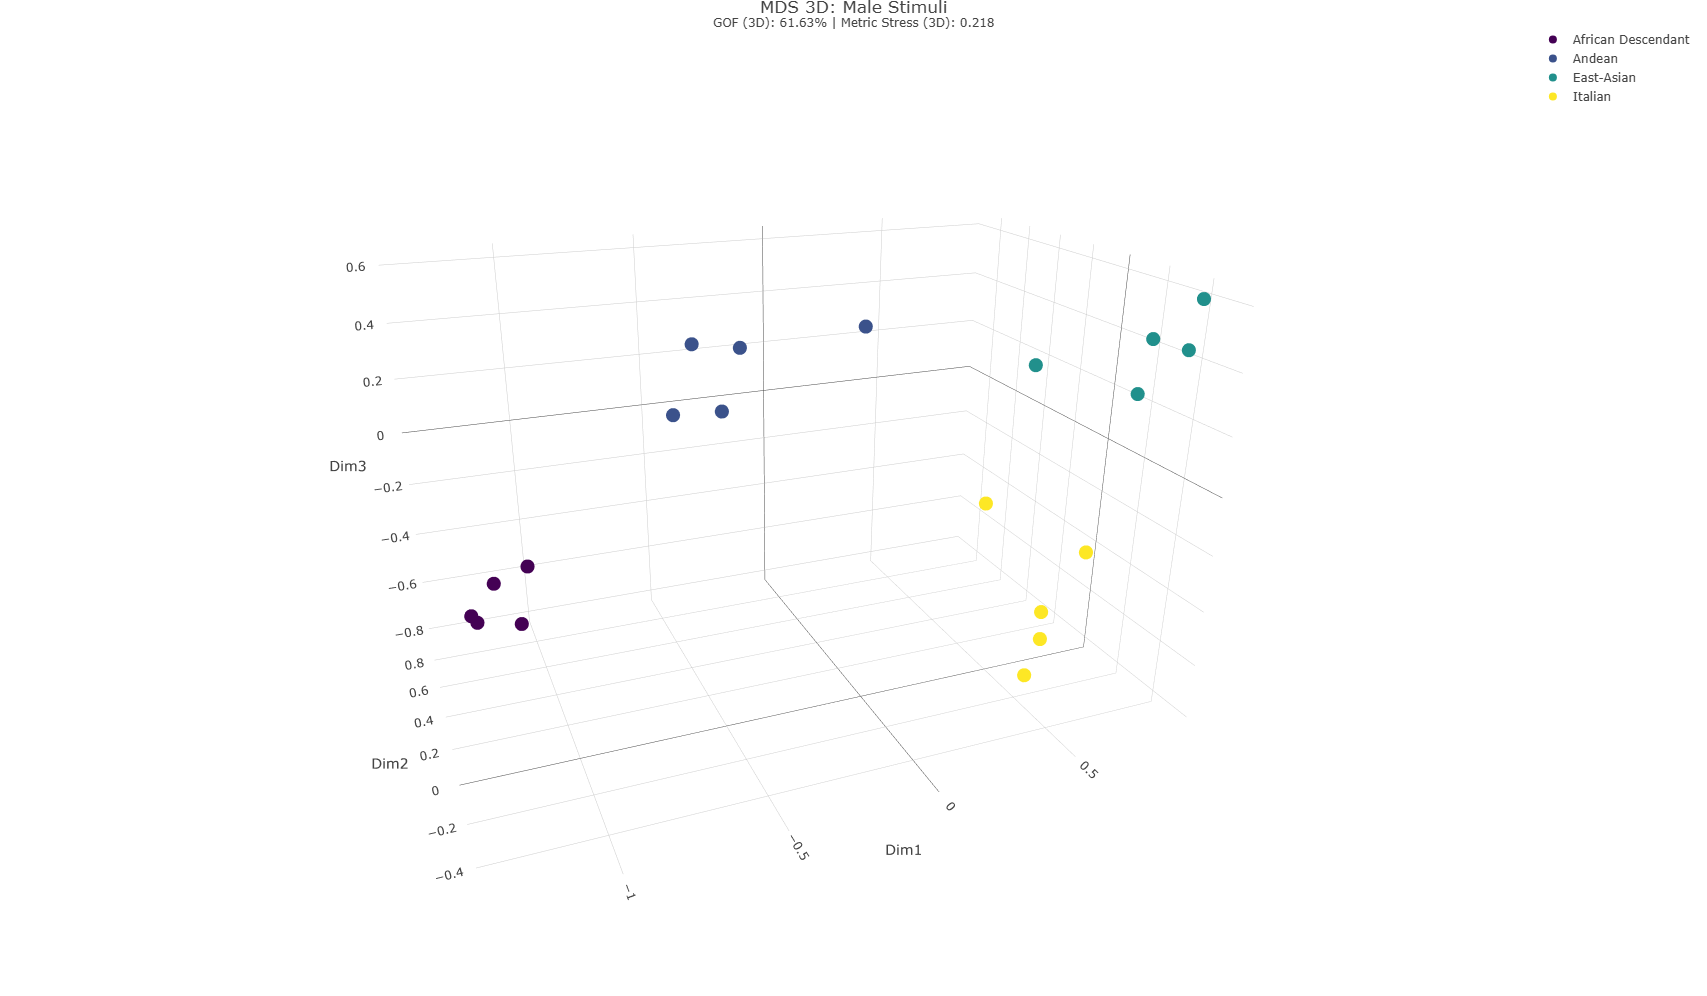 MDS 3D: Male Stimuli
GOF (3D): 61.63% | Metric Stress (3D): 0.218
African Descendant
Andean
East-Asian
Italian
0.6
0.4
0.2
0
Dim3
−0.2
−0.4
−0.6
−0.8
0.8
0.6
0.4
0.2
Dim2
0
−0.2
−0.4
−1
−0.5
0
0.5
Dim1